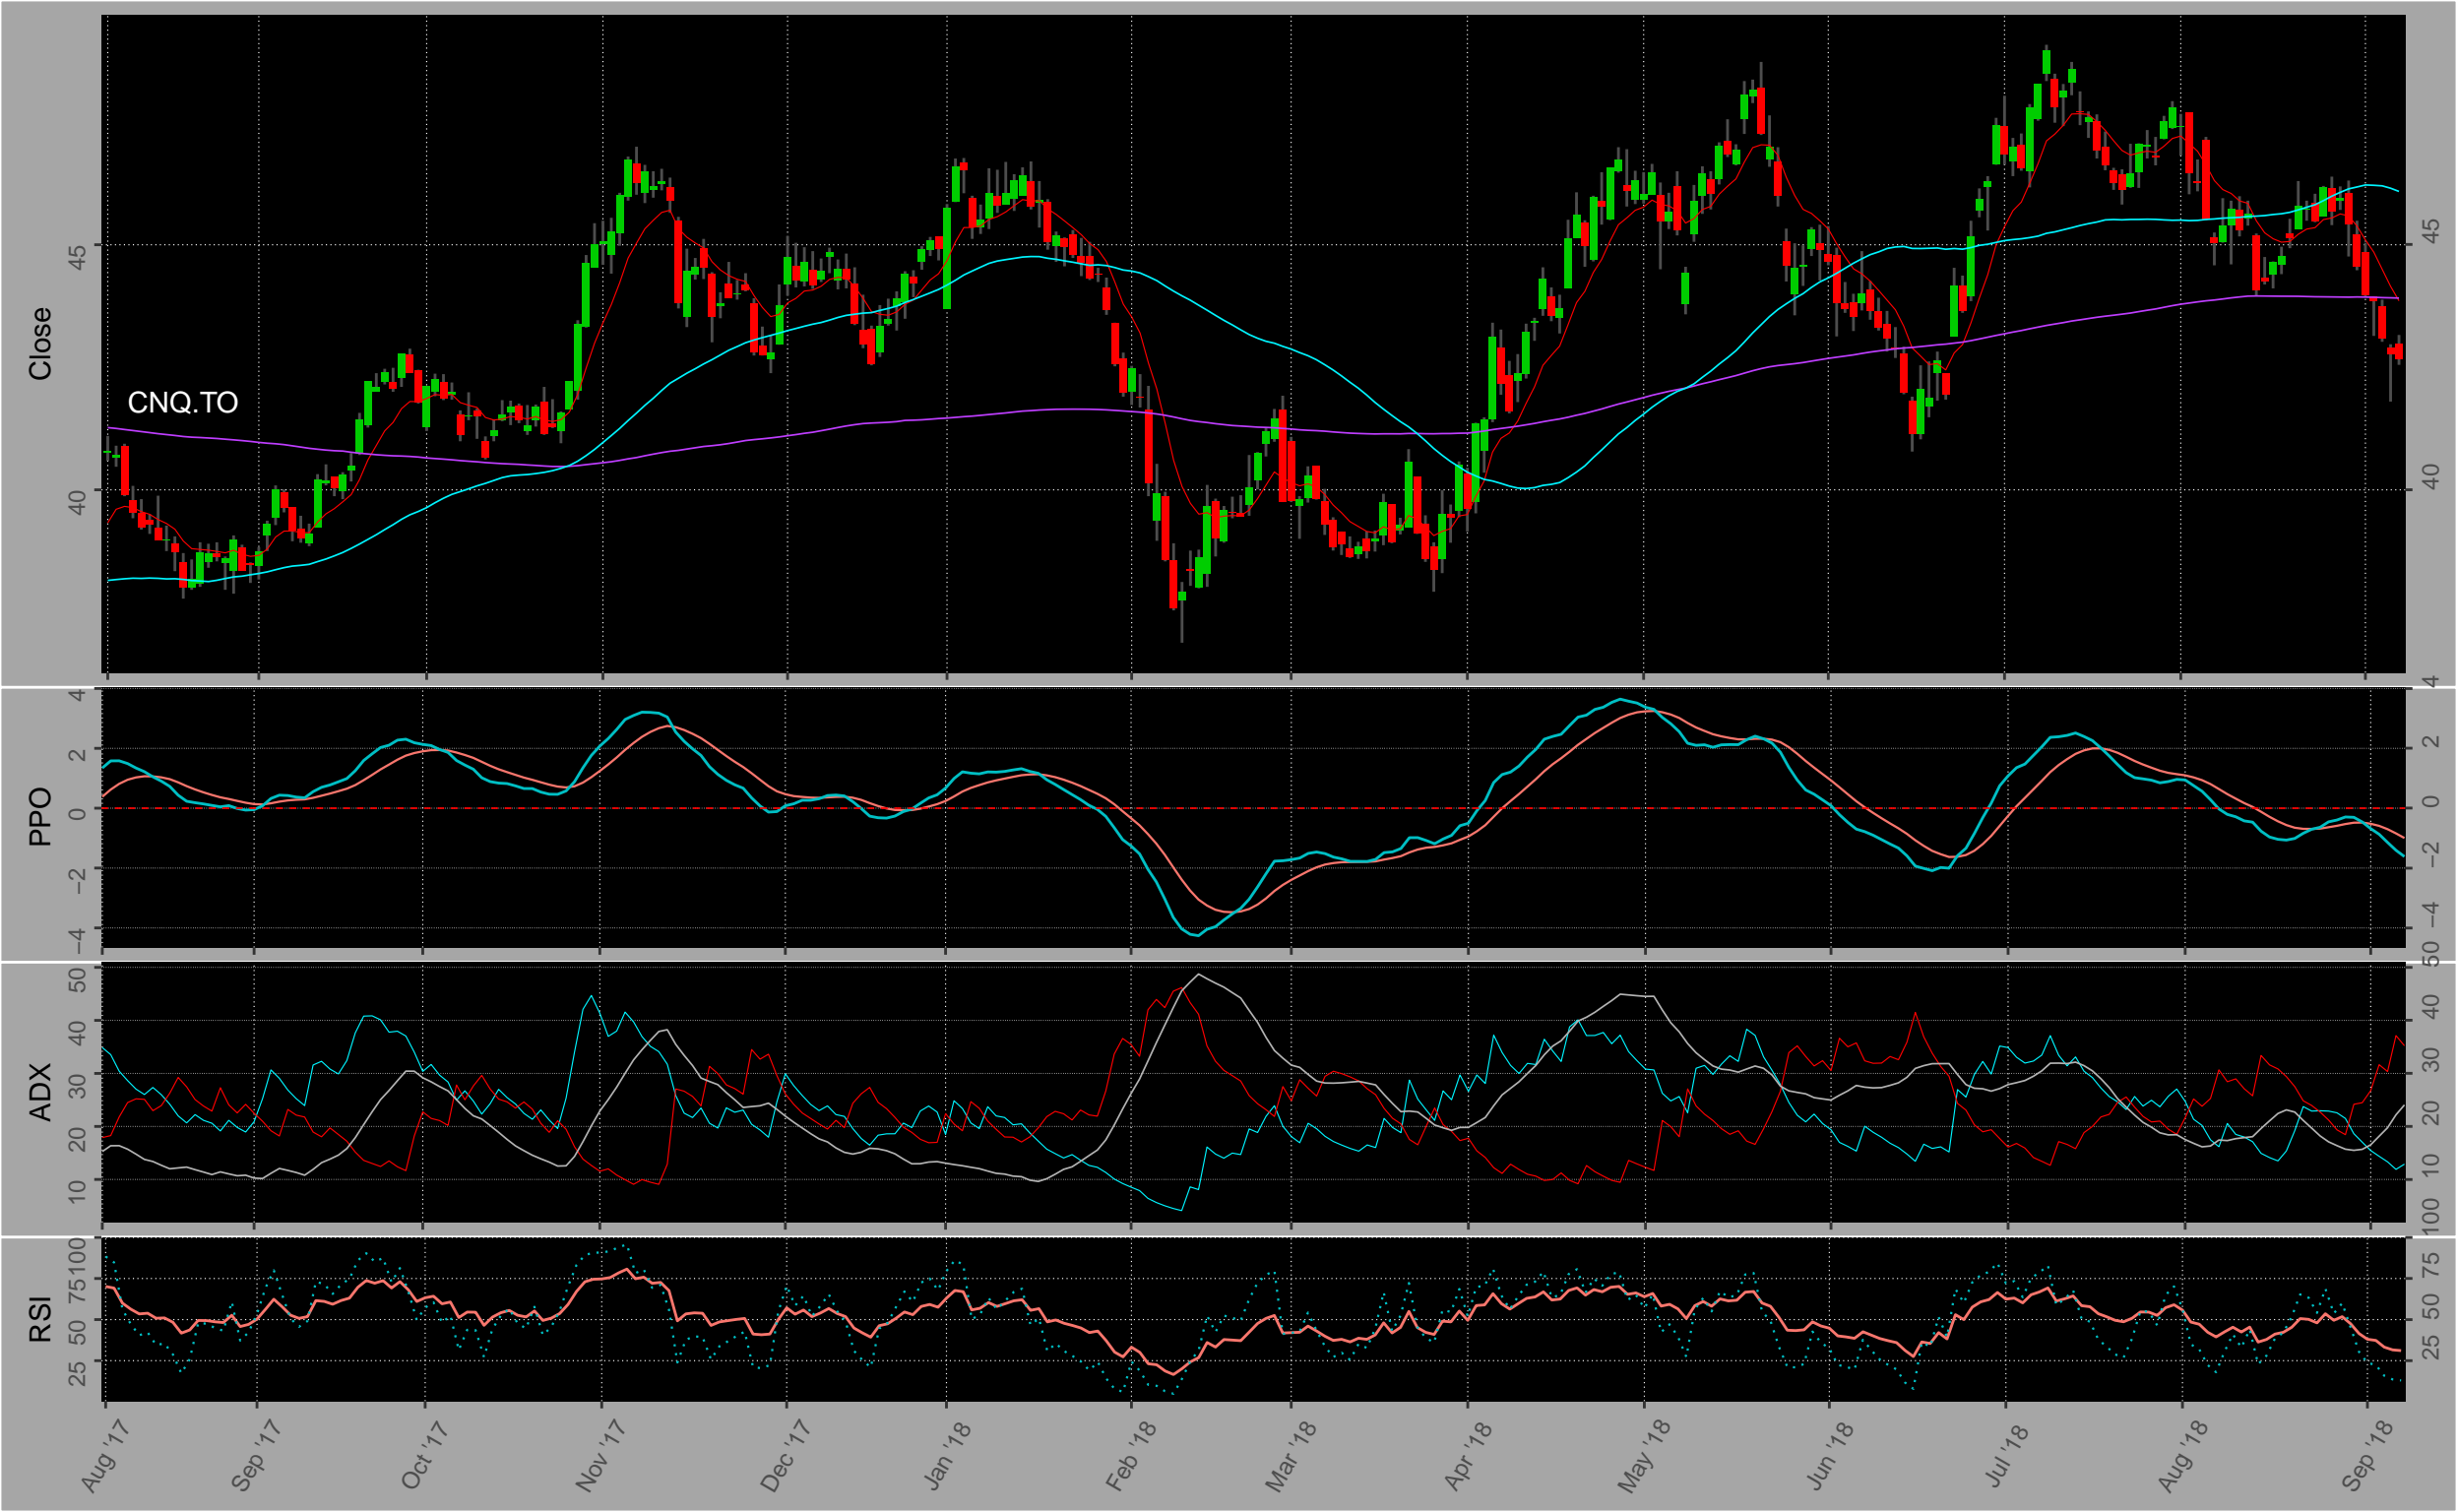 Close
45
40
CNQ.TO
45
40
PPO
4
2
0
−2
−4
4
2
0
−2
−4
ADX
50
40
30
20
10
50
40
30
20
10
RSI
100
75
50
25
100
75
50
25
Aug '17
Sep '17
Oct '17
Nov '17
Dec '17
Jan '18
Feb '18
Mar '18
Apr '18
May '18
Jun '18
Jul '18
Aug '18
Sep '18